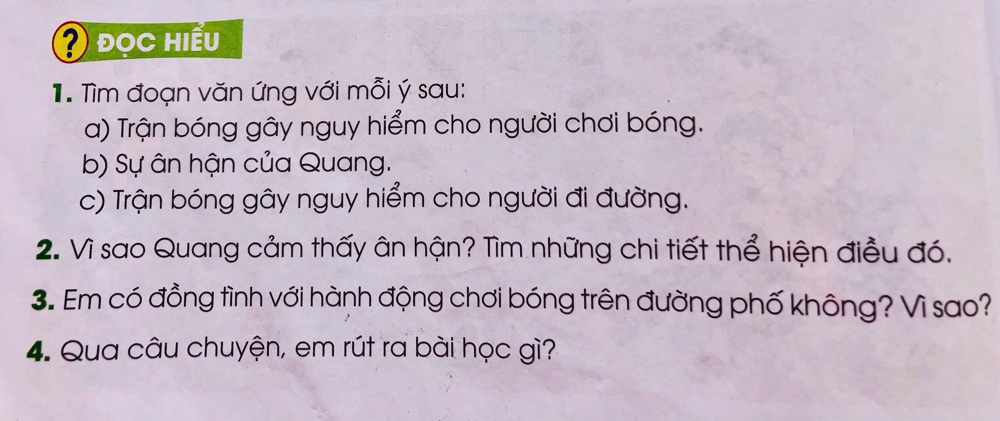 ? ĐỌC HIỂU
1. Tìm đoạn văn ứng với mỗi ý sau:
a) Trận bóng gây nguy hiểm cho người chơi bóng.
b) Sự ân hận của Quang.
c) Trận bóng gây nguy hiểm cho người đi đường.
2. Vì sao Quang cảm thấy ân hận? Tìm những chi tiết thể hiện điều đó.
3. Em có đồng tình với hành động chơi bóng trên đường phố không? Vì sao?
4. Qua câu chuyện, em rút ra bài học gì?